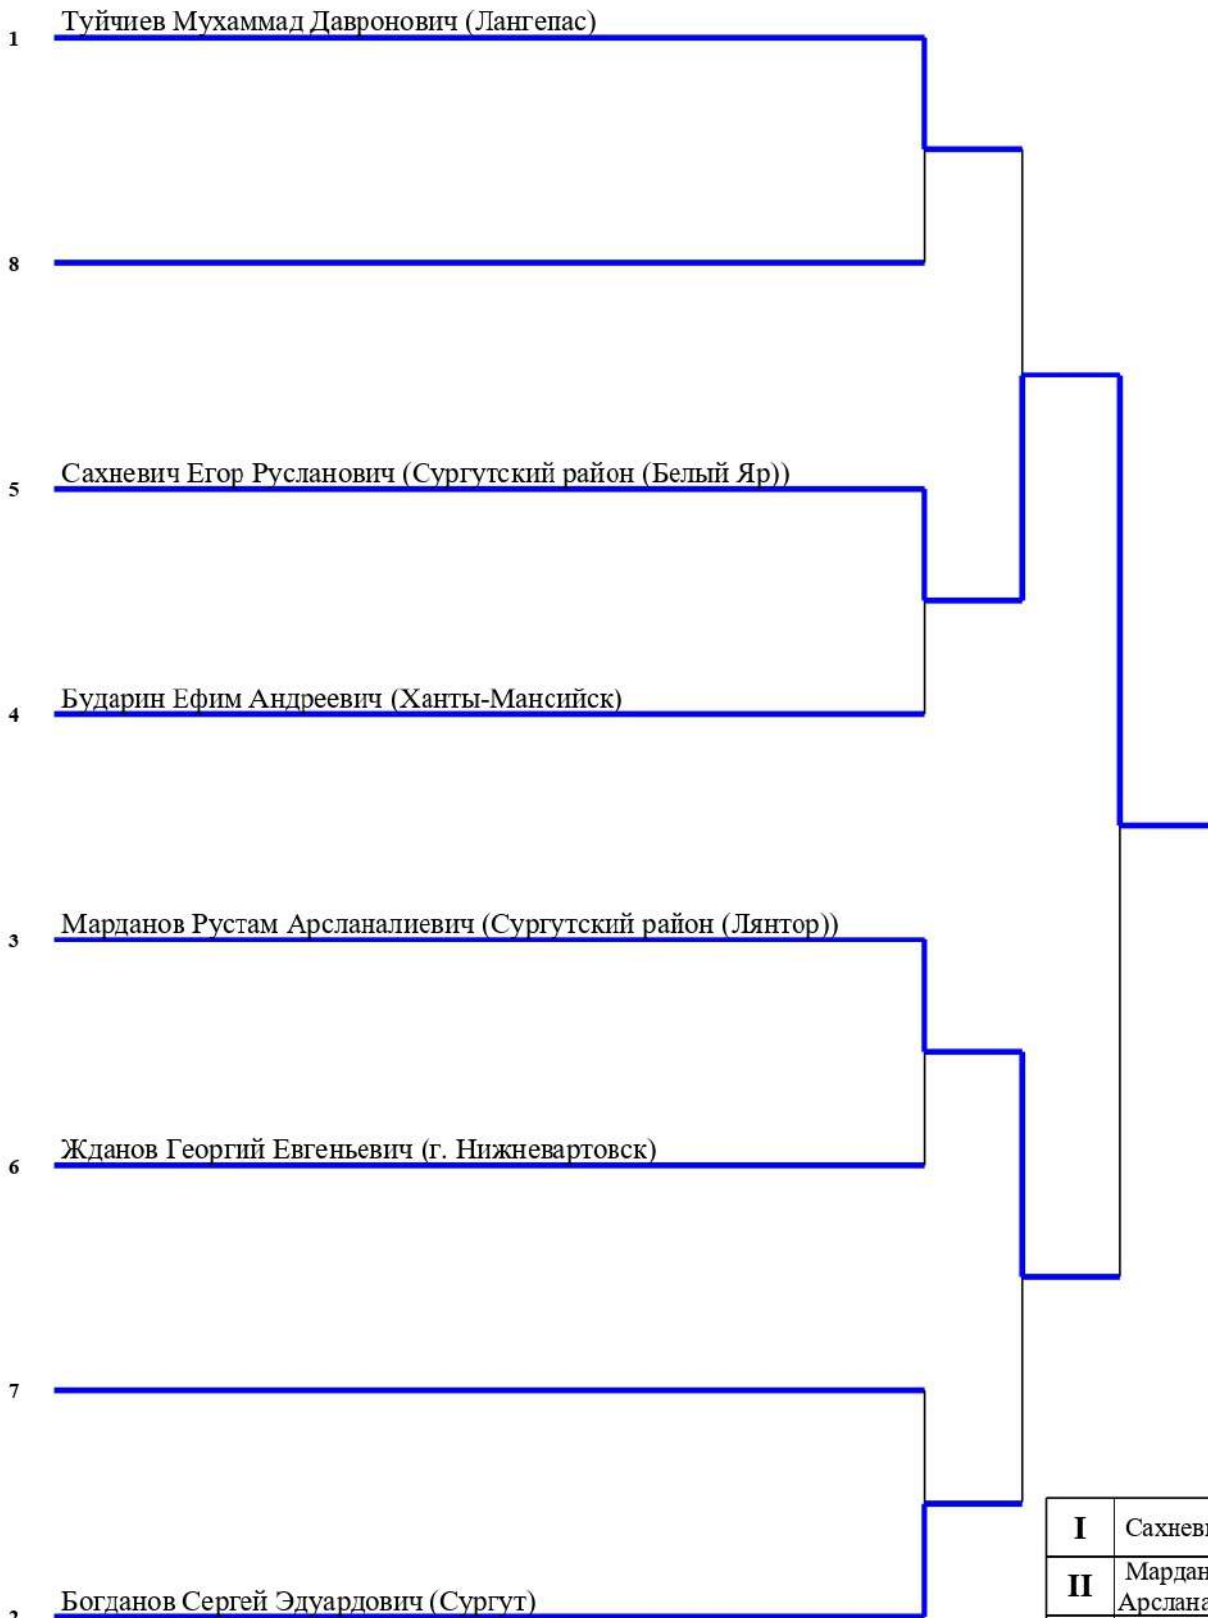 Туйчиев Мухаммад Давронович (Лангепас)
1
8
Сахневич Егор Русланович (Сургутский район (Белый Яр))
5
Бударин Ефим Андреевич (Ханты-Мансийск)
4
Марданов Рустам Арсланалиевич (Сургутский район (Лянтор))
3
Жданов Георгий Евгеньевич (г. Нижневартовск)
6
7
I
II
Богданов Сергей Эдуардович (Сургут)